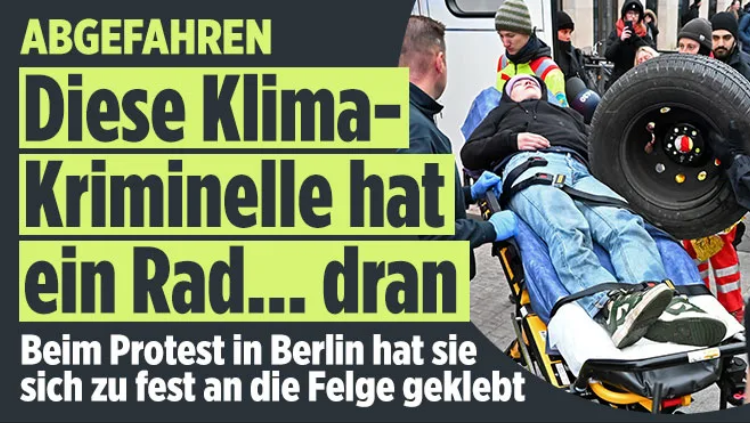 ABGEFAHREN
Diese Klima-
Kriminelle hat
ein Rad... dran
Beim Protest in Berlin hat sie
sich zu fest an die Felge geklebt